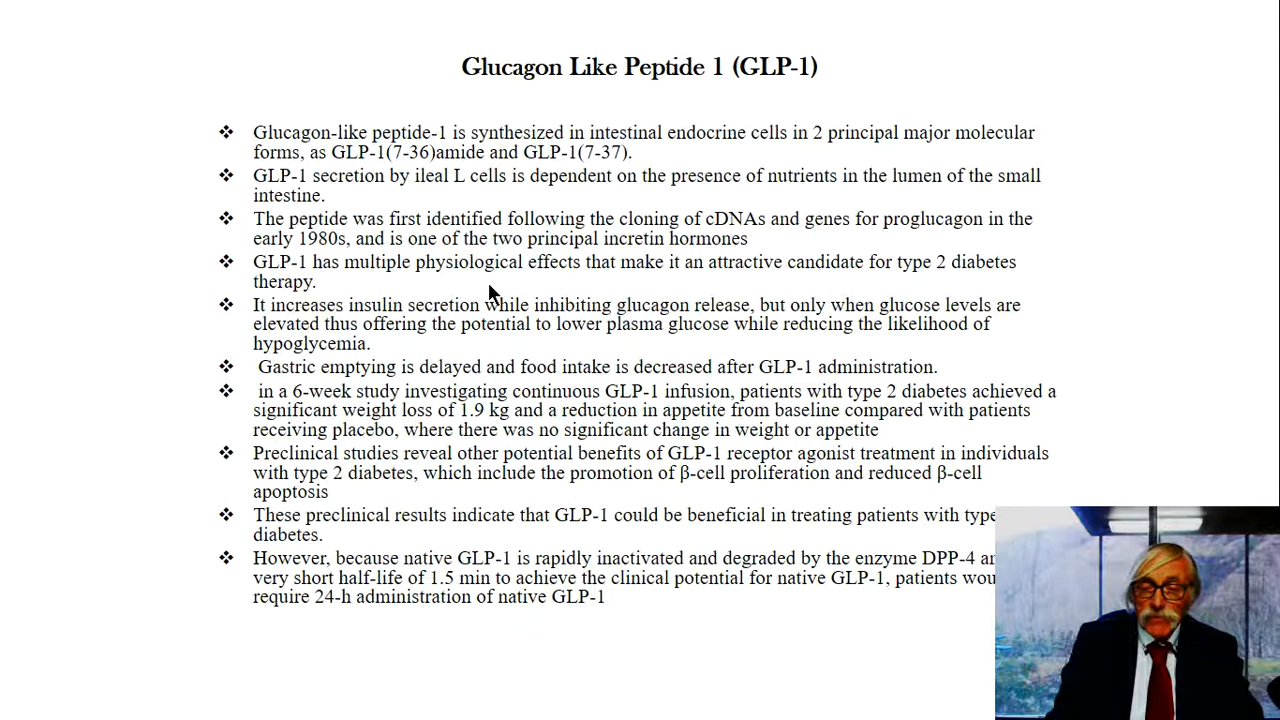 Glucagon Like Peptide 1 (GLP-1)
❖ Glucagon-like peptide-1 is synthesized in intestinal endocrine cells in 2 principal major molecular
forms, as GLP-1(7-36)amide and GLP-1(7-37).
❖ GLP-1 secretion by ileal L cells is dependent on the presence of nutrients in the lumen of the small
intestine.
❖ The peptide was first identified following the cloning of cDNAs and genes for proglucagon in the
early 1980s, and is one of the two principal incretin hormones
❖ GLP-1 has multiple physiological effects that make it an attractive candidate for type 2 diabetes
therapy.
❖ It increases insulin secretion while inhibiting glucagon release, but only when glucose levels are
elevated thus offering the potential to lower plasma glucose while reducing the likelihood of
hypoglycemia.
❖ Gastric emptying is delayed and food intake is decreased after GLP-1 administration.
❖ in a 6-week study investigating continuous GLP-1 infusion, patients with type 2 diabetes achieved a
significant weight loss of 1.9 kg and a reduction in appetite from baseline compared with patients
receiving placebo, where there was no significant change in weight or appetite
❖ Preclinical studies reveal other potential benefits of GLP-1 receptor agonist treatment in individuals
with type 2 diabetes, which include the promotion of β-cell proliferation and reduced β-cell
apoptosis
❖ These preclinical results indicate that GLP-1 could be beneficial in treating patients with type
diabetes.
❖ However, because native GLP-1 is rapidly inactivated and degraded by the enzyme DPP-4
very short half-life of 1.5 min to achieve the clinical potential for native GLP-1, patients
require 24-h administration of native GLP-1